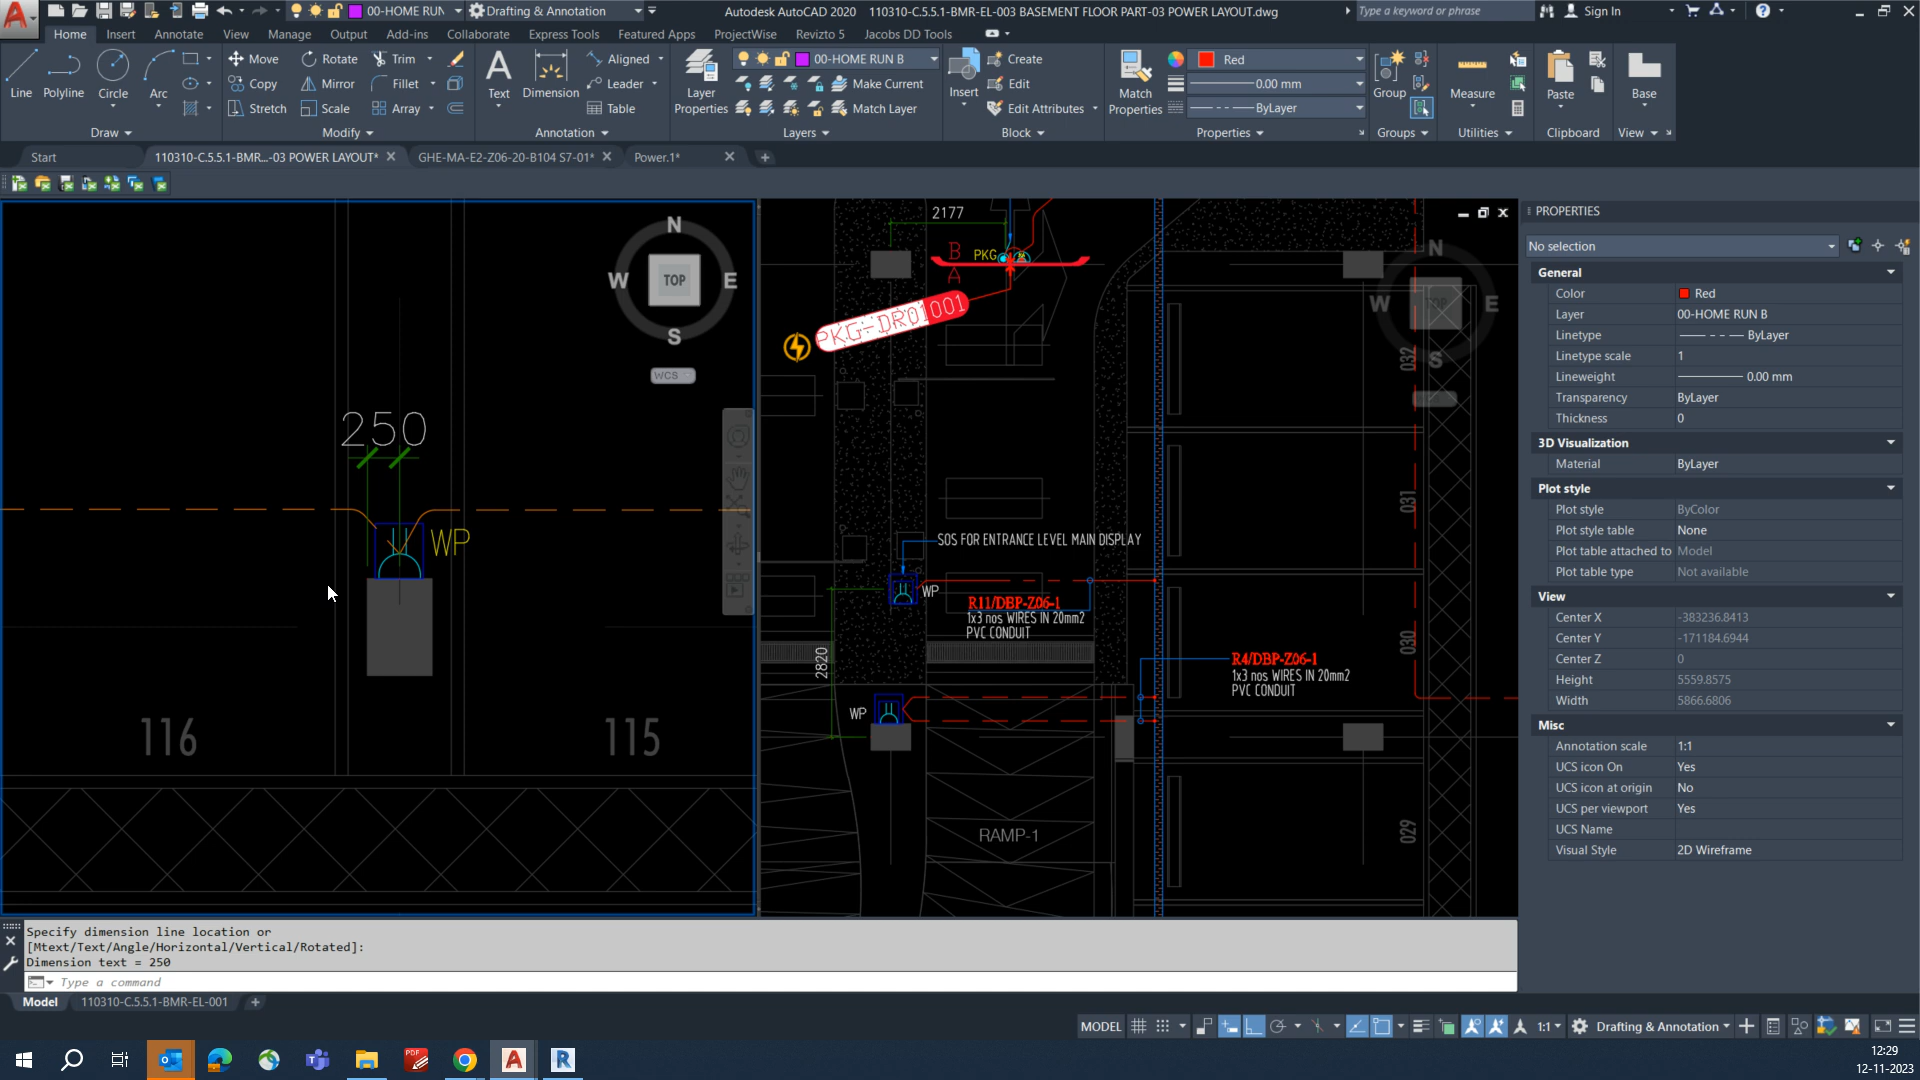 00-HOME RUN
Drafting & Annotation
Autodesk AutoCAD 2020   110310-C.5.5.1-BMR-EL-003 BASEMENT FLOOR PART-03 POWER LAYOUT.dwg
Type a keyword or phrase
Sign In
Home Insert Annotate View Manage Output Add-ins Collaborate Express Tools Featured Apps ProjectWise Revizto 5 Jacobs DD Tools
Line Polyline Circle Arc
Draw
Move Rotate Trim
Copy Mirror Fillet
Stretch Scale Array
Modify
Text Dimension
Aligned
Leader
Table
Annotation
Layer Properties
00-HOME RUN B
Make Current
Match Layer
Layers
Insert
Create
Edit
Edit Attributes
Block
Match Properties
Red
0.00 mm
ByLayer
Properties
Group
Groups
Measure
Utilities
Paste
Clipboard
Base
View
Start
110310-C.5.5.1-BMR...-03 POWER LAYOUT*
GHE-MA-E2-Z06-20-B104 S7-01*
Power.1*
N
W TOP E
S
WCS
250
WP
116
115
2177
B
A
PKG
PKG-DR01001
SOS FOR ENTRANCE LEVEL MAIN DISPLAY
WP
R11/DBP-Z06-1
1x3 nos WIRES IN 20mm2
PVC CONDUIT
2820
WP
R4/DBP-Z06-1
1x3 nos WIRES IN 20mm2
PVC CONDUIT
RAMP-1
032
031
030
029
N
W TOP E
S
PROPERTIES
No selection
General
Color Red
Layer 00-HOME RUN B
Linetype ByLayer
Linetype scale 1
Lineweight 0.00 mm
Transparency ByLayer
Thickness 0
3D Visualization
Material ByLayer
Plot style
Plot style ByColor
Plot style table None
Plot table attached to Model
Plot table type Not available
View
Center X -383236.8413
Center Y -171184.6944
Center Z 0
Height 5559.8575
Width 5866.6806
Misc
Annotation scale 1:1
UCS icon On Yes
UCS icon at origin No
UCS per viewport Yes
UCS Name
Visual Style 2D Wireframe
Specify dimension line location or
[Mtext/Text/Angle/Horizontal/Vertical/Rotated]:
Dimension text = 250
Type a command
Model 110310-C.5.5.1-BMR-EL-001
MODEL
1:1
Drafting & Annotation
12:29
12-11-2023